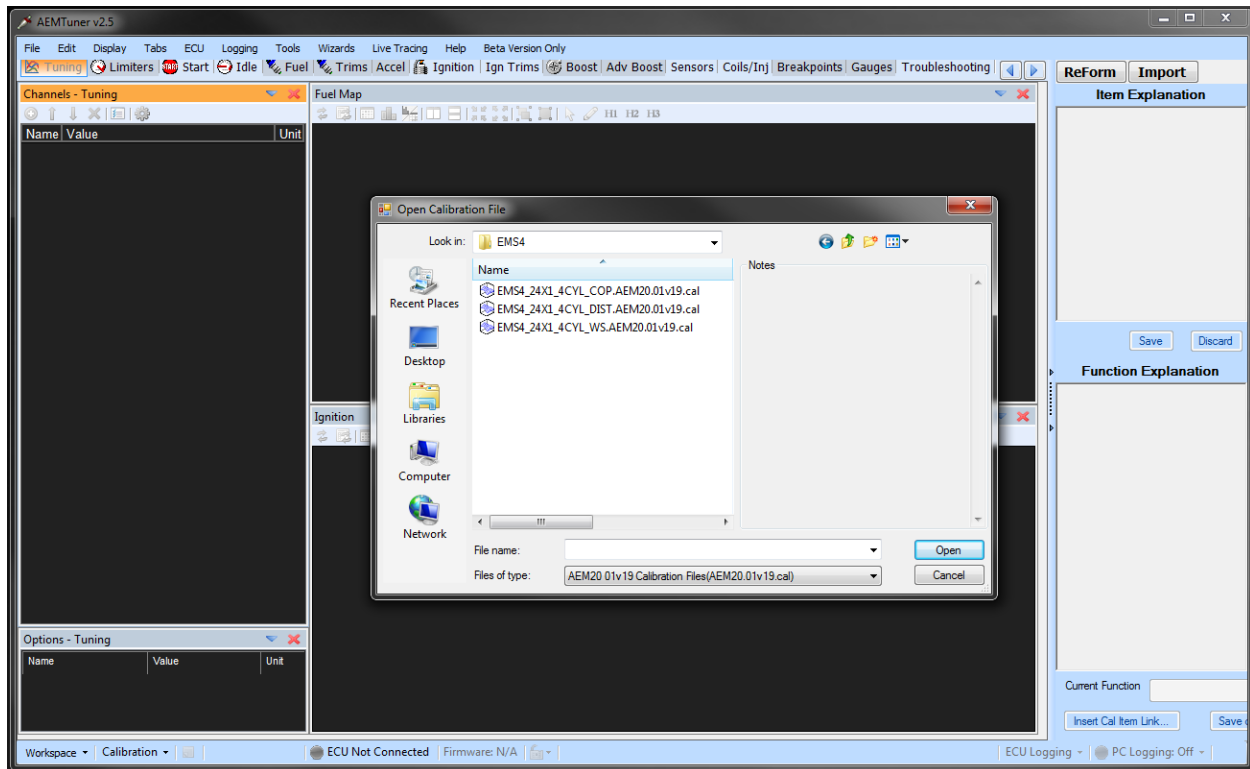 AEMTuner v2.5
File Edit Display Tabs ECU Logging Tools Wizards Live Tracing Help Beta Version Only
Tuning Limiters Start Idle Fuel Trims Accel Ignition Ign Trims Boost Adv Boost Sensors Coils/Inj Breakpoints Gauges Troubleshooting
ReForm Import
Channels - Tuning
Fuel Map
Item Explanation
H1 H2 H3
Name Value Unit
Open Calibration File
Look in: EMS4
Name
Notes
EMS4_24X1_4CYL_COP.AEM20.01v19.cal
EMS4_24X1_4CYL_DIST.AEM20.01v19.cal
EMS4_24X1_4CYL_WS.AEM20.01v19.cal
Recent Places
Desktop
Libraries
Computer
Network
File name:
Open
Files of type: AEM20 01v19 Calibration Files(AEM20.01v19.cal)
Cancel
Save Discard
Function Explanation
Ignition
Options - Tuning
Name Value Unit
Current Function
Insert Cal Item Link... Save
Workspace Calibration ECU Not Connected Firmware: N/A ECU Logging PC Logging: Off